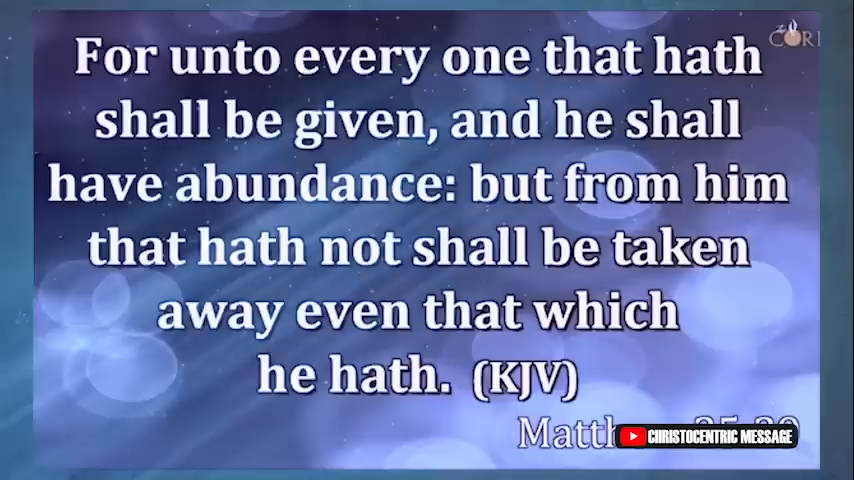 CORI
For unto every one that hath
shall be given, and he shall
have abundance: but from him
that hath not shall be taken
away even that which
he hath. (KJV)
CHRISTOCENTRIC MESSAGE